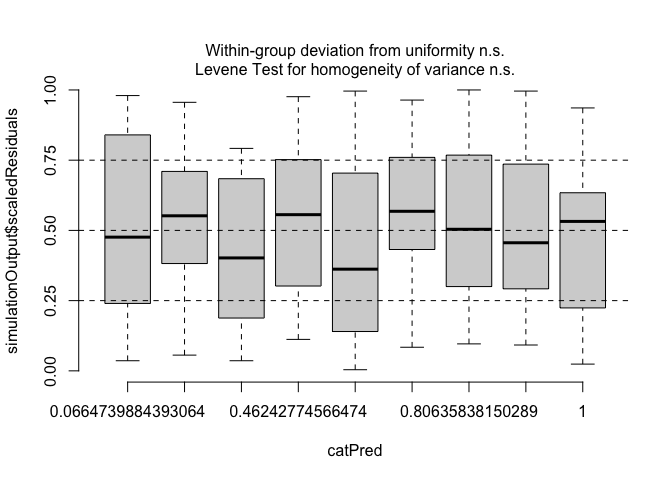 Within-group deviation from uniformity n.s.
Levene Test for homogeneity of variance n.s.
simulationOutput$scaledResiduals
1.00
0.75
0.50
0.25
0.00
0.0664739884393064 0.46242774566474 0.80635838150289 1
catPred